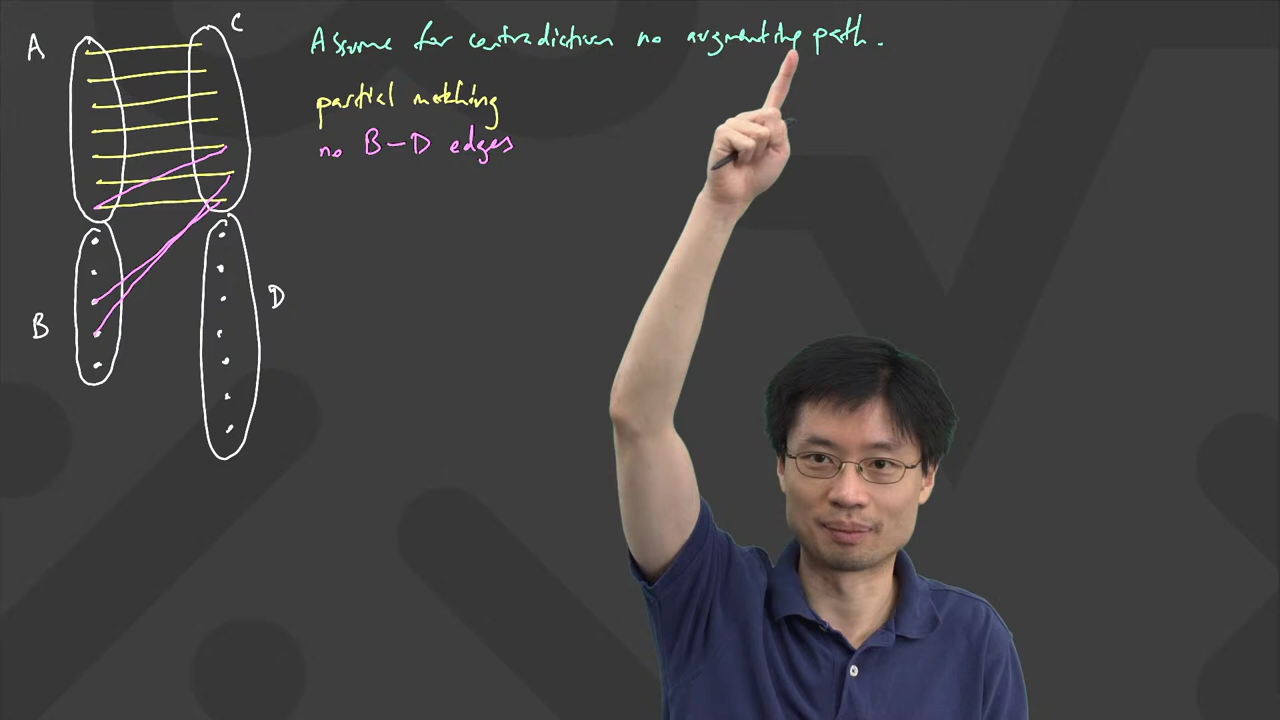 A
C
Assume for contradiction no augmenting path.
partial matching
no B-D edges
B
D